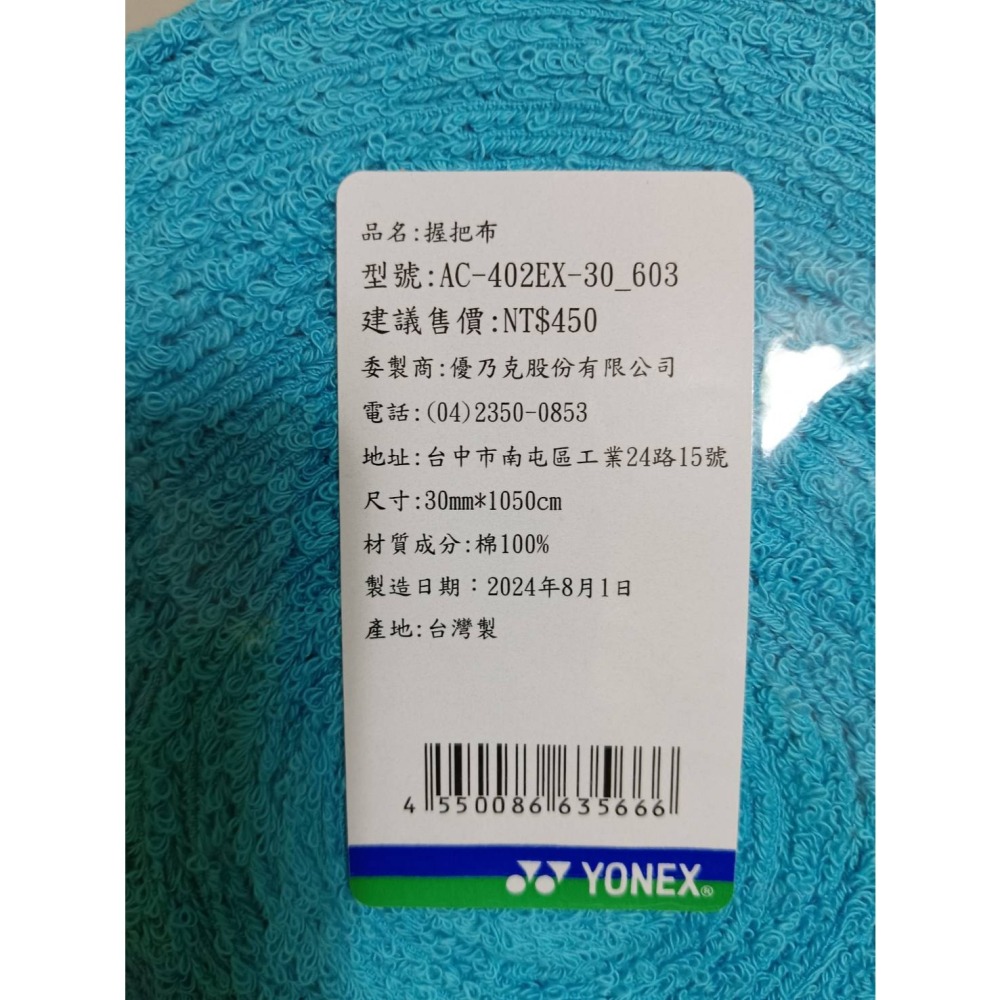 品名:握把布
型號:AC-402EX-30_603
建議售價:NT$450
委製商:優乃克股份有限公司
電話:(04)2350-0853
地址:台中市南屯區工業24路15號
尺寸:30mm*1050cm
材質成分:棉100%
製造日期：2024年8月1日
產地:台灣製
4 550086 635666
YONEX®